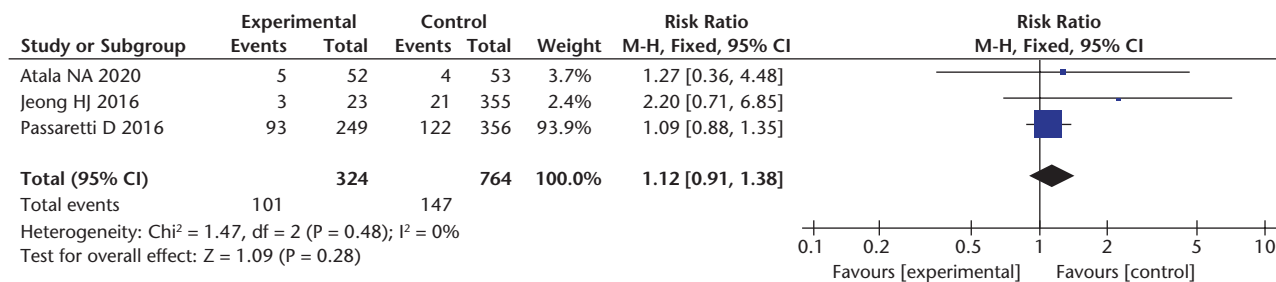 Experimental Control Risk Ratio Risk Ratio
Study or Subgroup Events Total Events Total Weight M-H, Fixed, 95% CI M-H, Fixed, 95% CI
Atala NA 2020 5 52 4 53 3.7% 1.27 [0.36, 4.48]
Jeong HJ 2016 3 23 21 355 2.4% 2.20 [0.71, 6.85]
Passaretti D 2016 93 249 122 356 93.9% 1.09 [0.88, 1.35]
Total (95% CI) 324 764 100.0% 1.12 [0.91, 1.38]
Total events 101 147
Heterogeneity: Chi² = 1.47, df = 2 (P = 0.48); I² = 0%
Test for overall effect: Z = 1.09 (P = 0.28)
0.1 0.2 0.5 1 2 5 10
Favours [experimental] Favours [control]